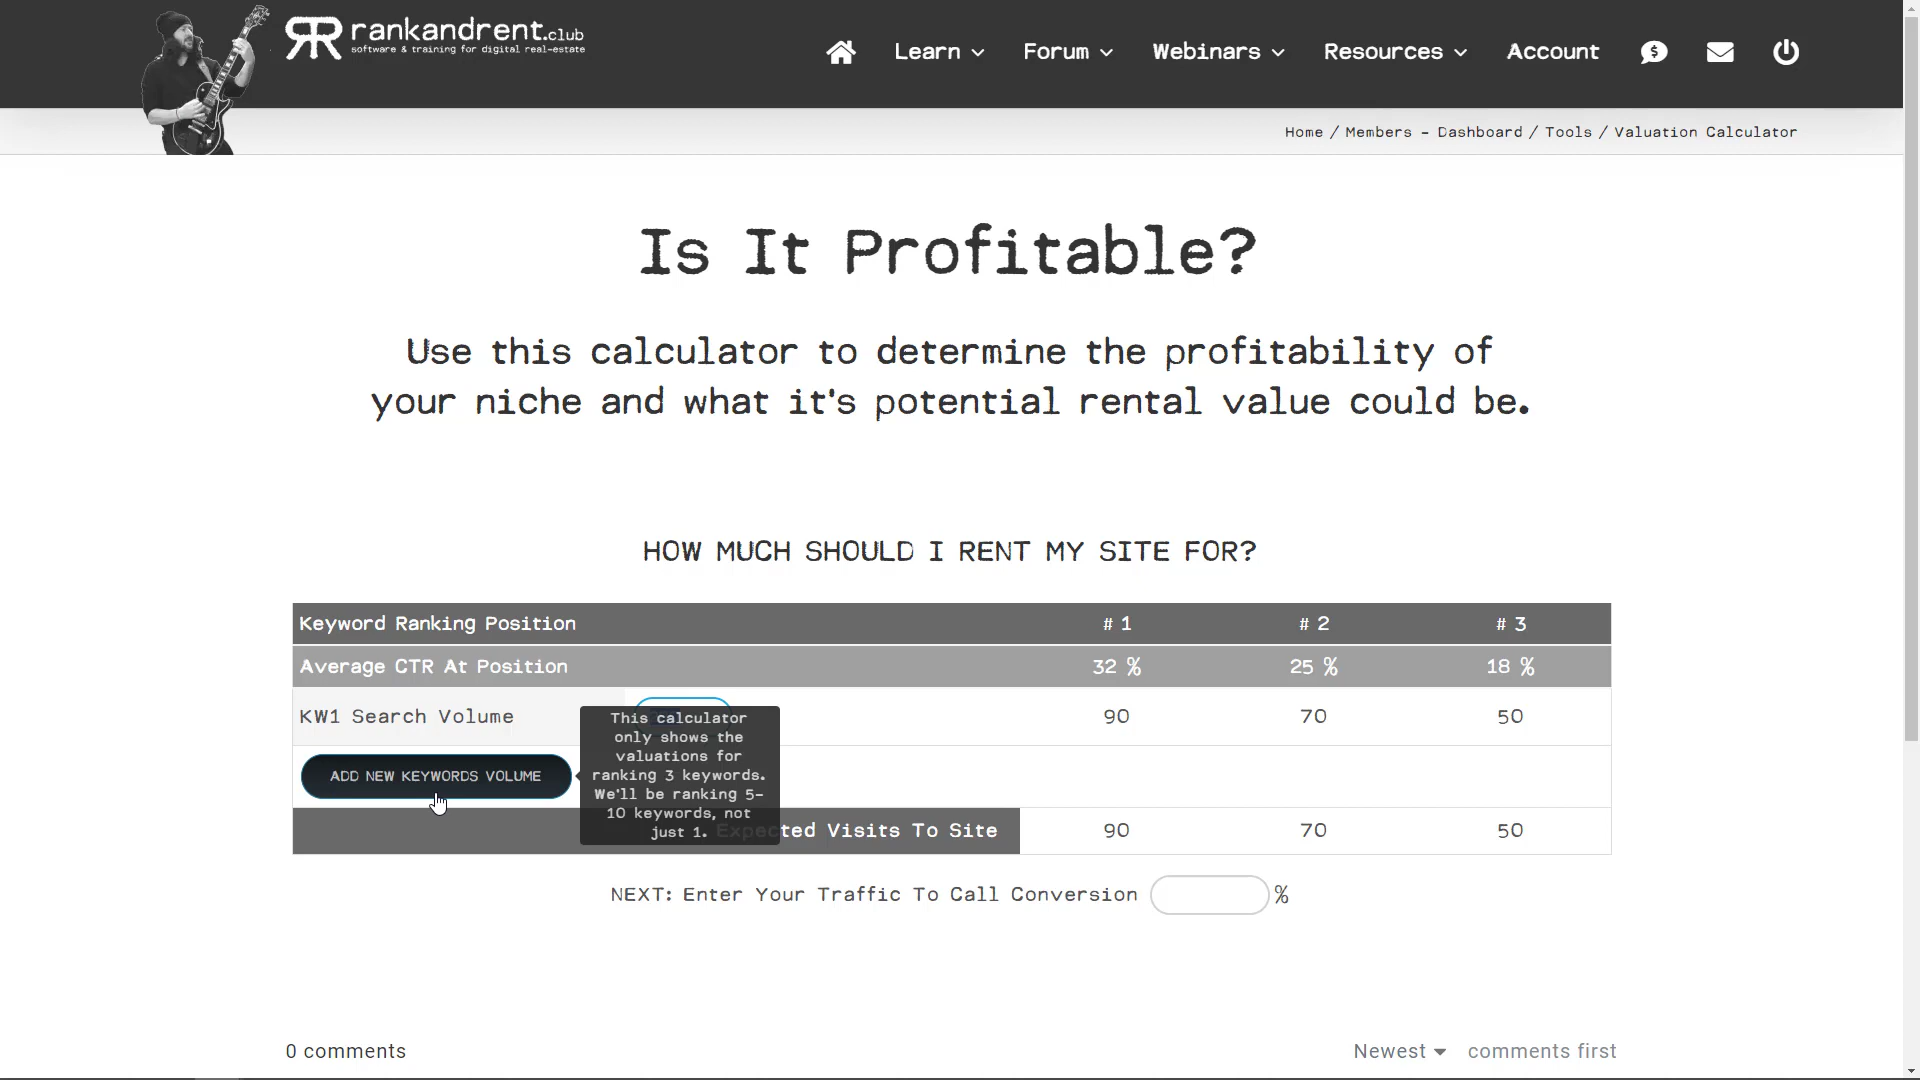 rankandrent.club
software & training for digital real-estate
Learn
Forum
Webinars
Resources
Account
Home / Members - Dashboard / Tools / Valuation Calculator
Is It Profitable?
Use this calculator to determine the profitability of
your niche and what it's potential rental value could be.
HOW MUCH SHOULD I RENT MY SITE FOR?
Keyword Ranking Position # 1 # 2 # 3
Average CTR At Position 32 % 25 % 18 %
KW1 Search Volume 90 70 50
ADD NEW KEYWORDS VOLUME
This calculator
only shows the
valuations for
ranking 3 keywords.
We'll be ranking 5-
10 keywords, not
just 1.
Expected Visits To Site 90 70 50
NEXT: Enter Your Traffic To Call Conversion %
0 comments
Newest comments first